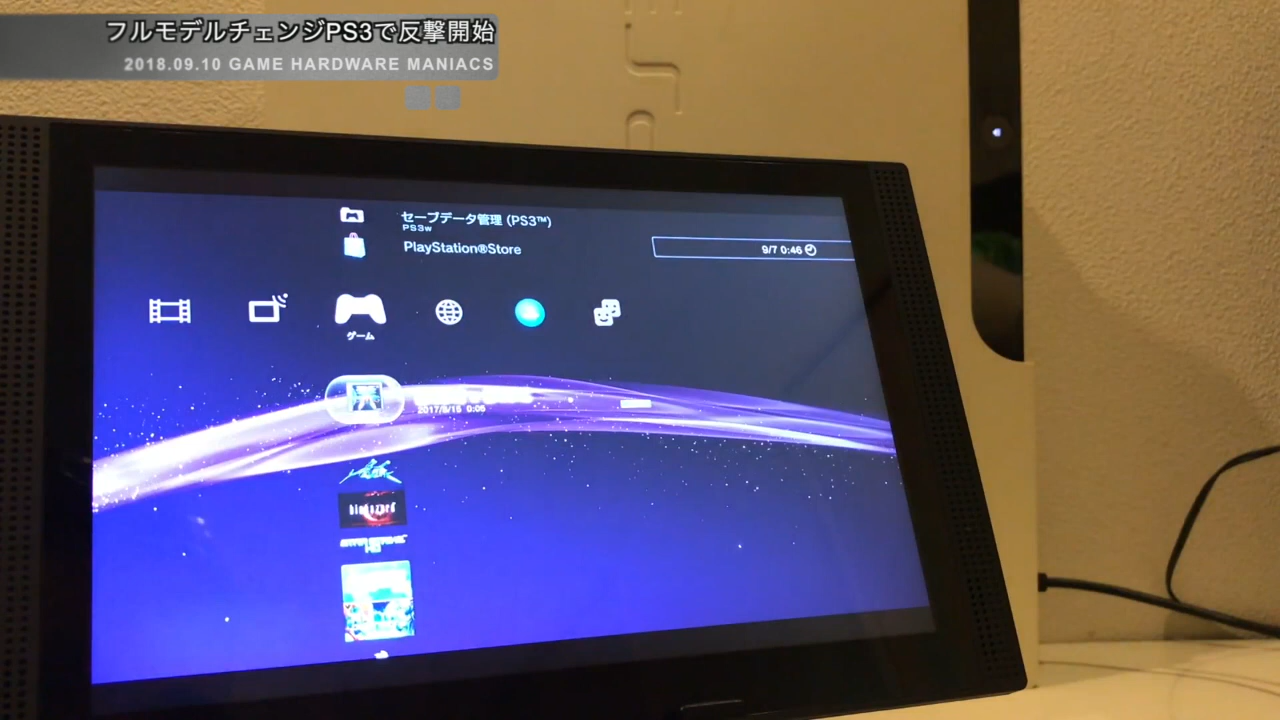 フルモデルチェンジPS3で反撃開始
2018.09.10 GAME HARDWARE MANIACS
セーブデータ管理 (PS3™)
PS3w
PlayStation®Store
9/7 0:46
ゲーム
2017/8/15 0:06
biohazard